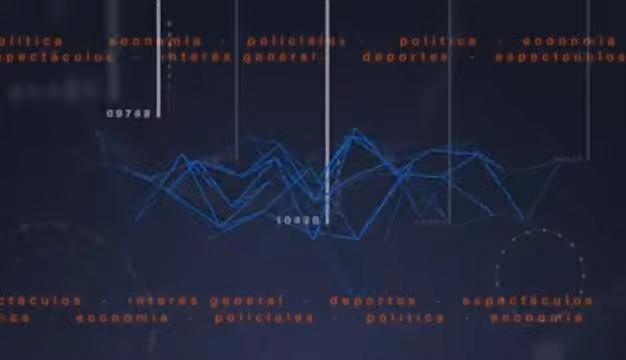 política economía policiales política economía
espectáculos - interés general - deportes - espectáculos
09768
espectáculos - interés general - deportes - espectáculos
economía policiales política economía